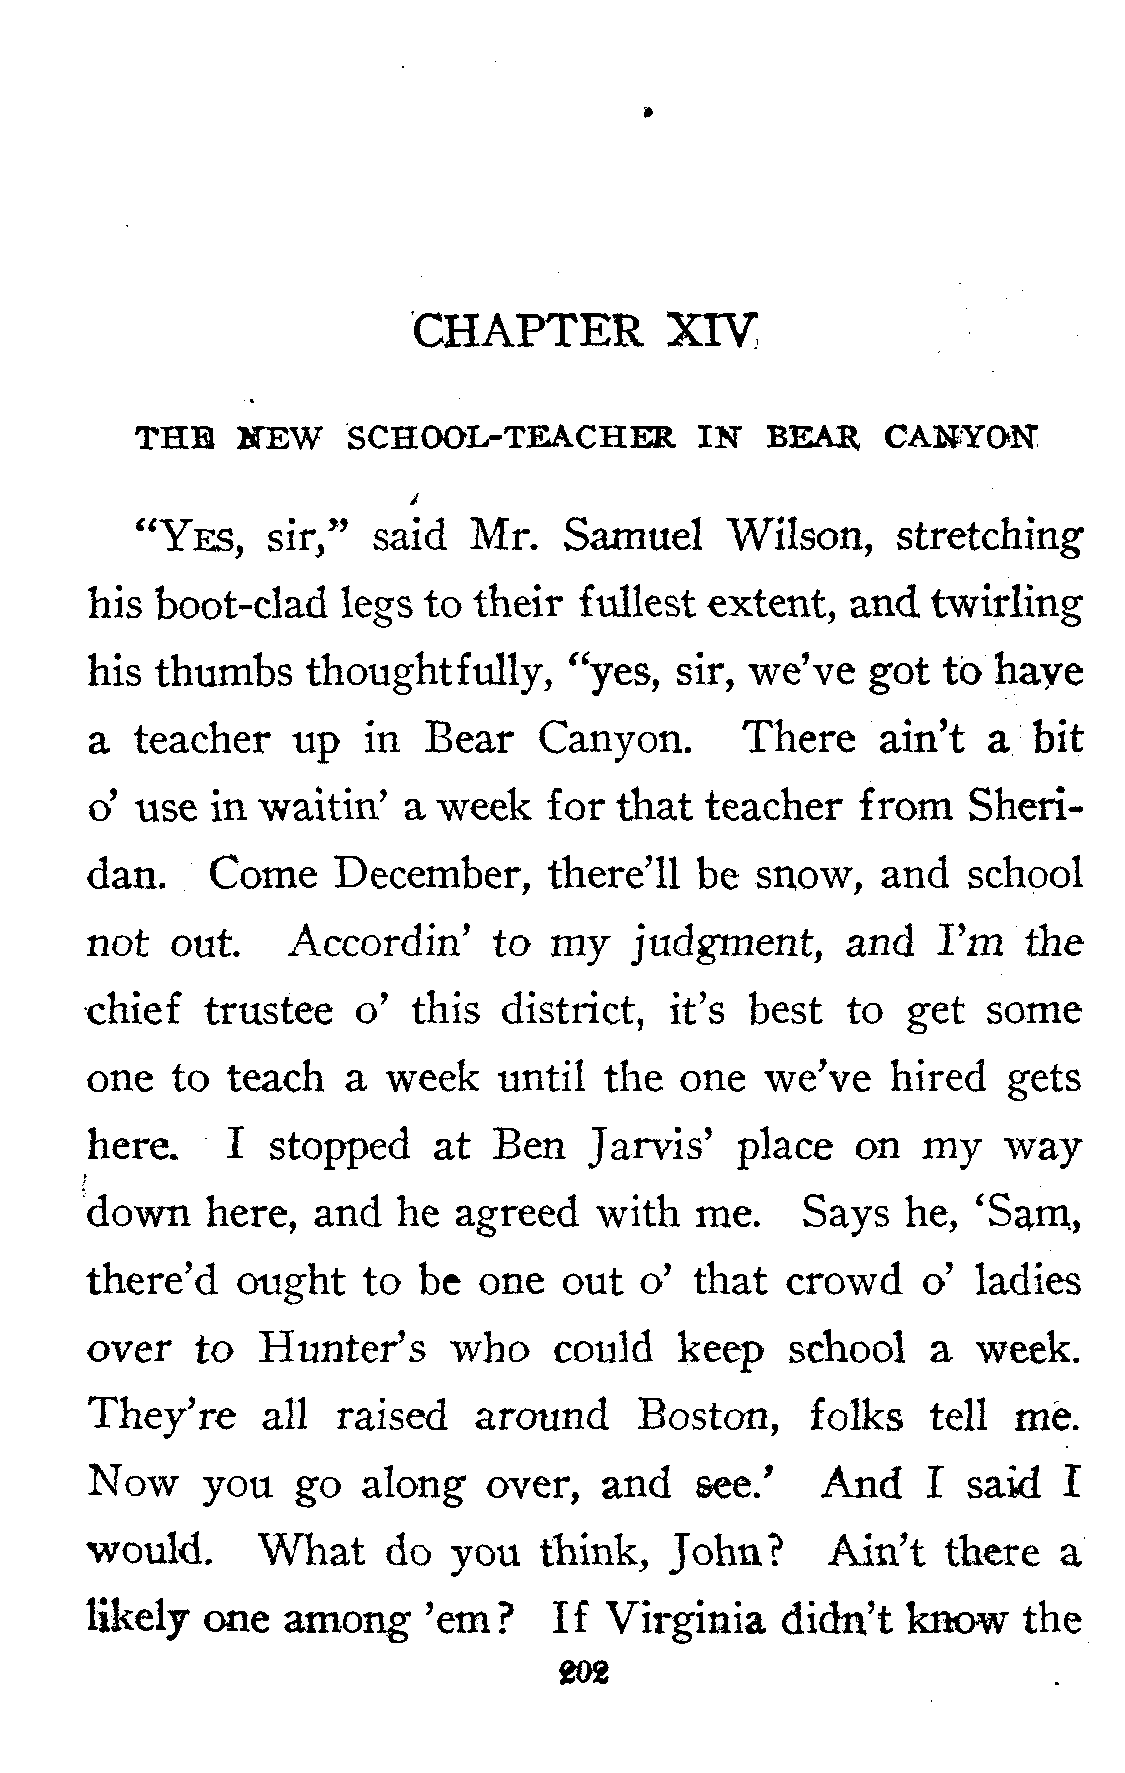 CHAPTER XIV
THE NEW SCHOOL-TEACHER IN BEAR CANYON
"YES, sir," said Mr. Samuel Wilson, stretching
his boot-clad legs to their fullest extent, and twirling
his thumbs thoughtfully, "yes, sir, we've got to have
a teacher up in Bear Canyon. There ain't a bit
o' use in waitin' a week for that teacher from Sheri-
dan. Come December, there'll be snow, and school
not out. Accordin' to my judgment, and I'm the
chief trustee o' this district, it's best to get some
one to teach a week until the one we've hired gets
here. I stopped at Ben Jarvis' place on my way
down here, and he agreed with me. Says he, 'Sam,
there'd ought to be one out o' that crowd o' ladies
over to Hunter's who could keep school a week.
They're all raised around Boston, folks tell me.
Now you go along over, and see.' And I said I
would. What do you think, John? Ain't there a
likely one among 'em? If Virginia didn't know the
202